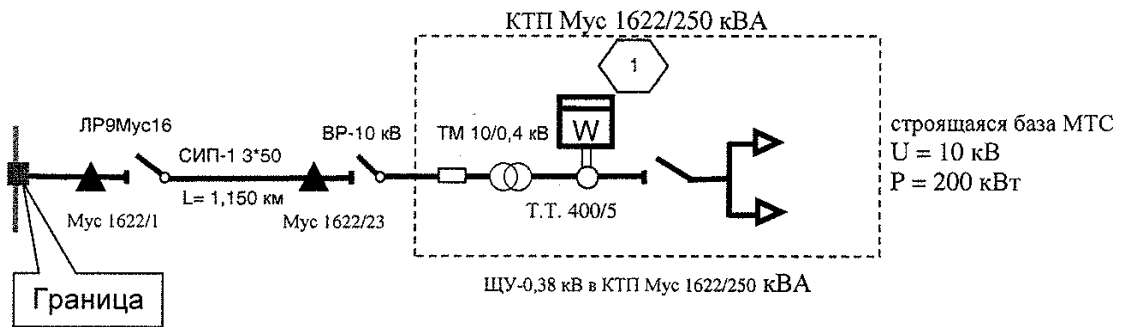 КТП Мус 1622/250 кВА
1
ЛР9Мус16
ВР-10 кВ
ТМ 10/0,4 кВ
W
строящаяся база МТС
U = 10 кВ
P = 200 кВт
СИП-1 3*50
L= 1,150 км
Мус 1622/1
Мус 1622/23
Т.Т. 400/5
Граница
ЩУ-0,38 кВ в КТП Мус 1622/250 кВА